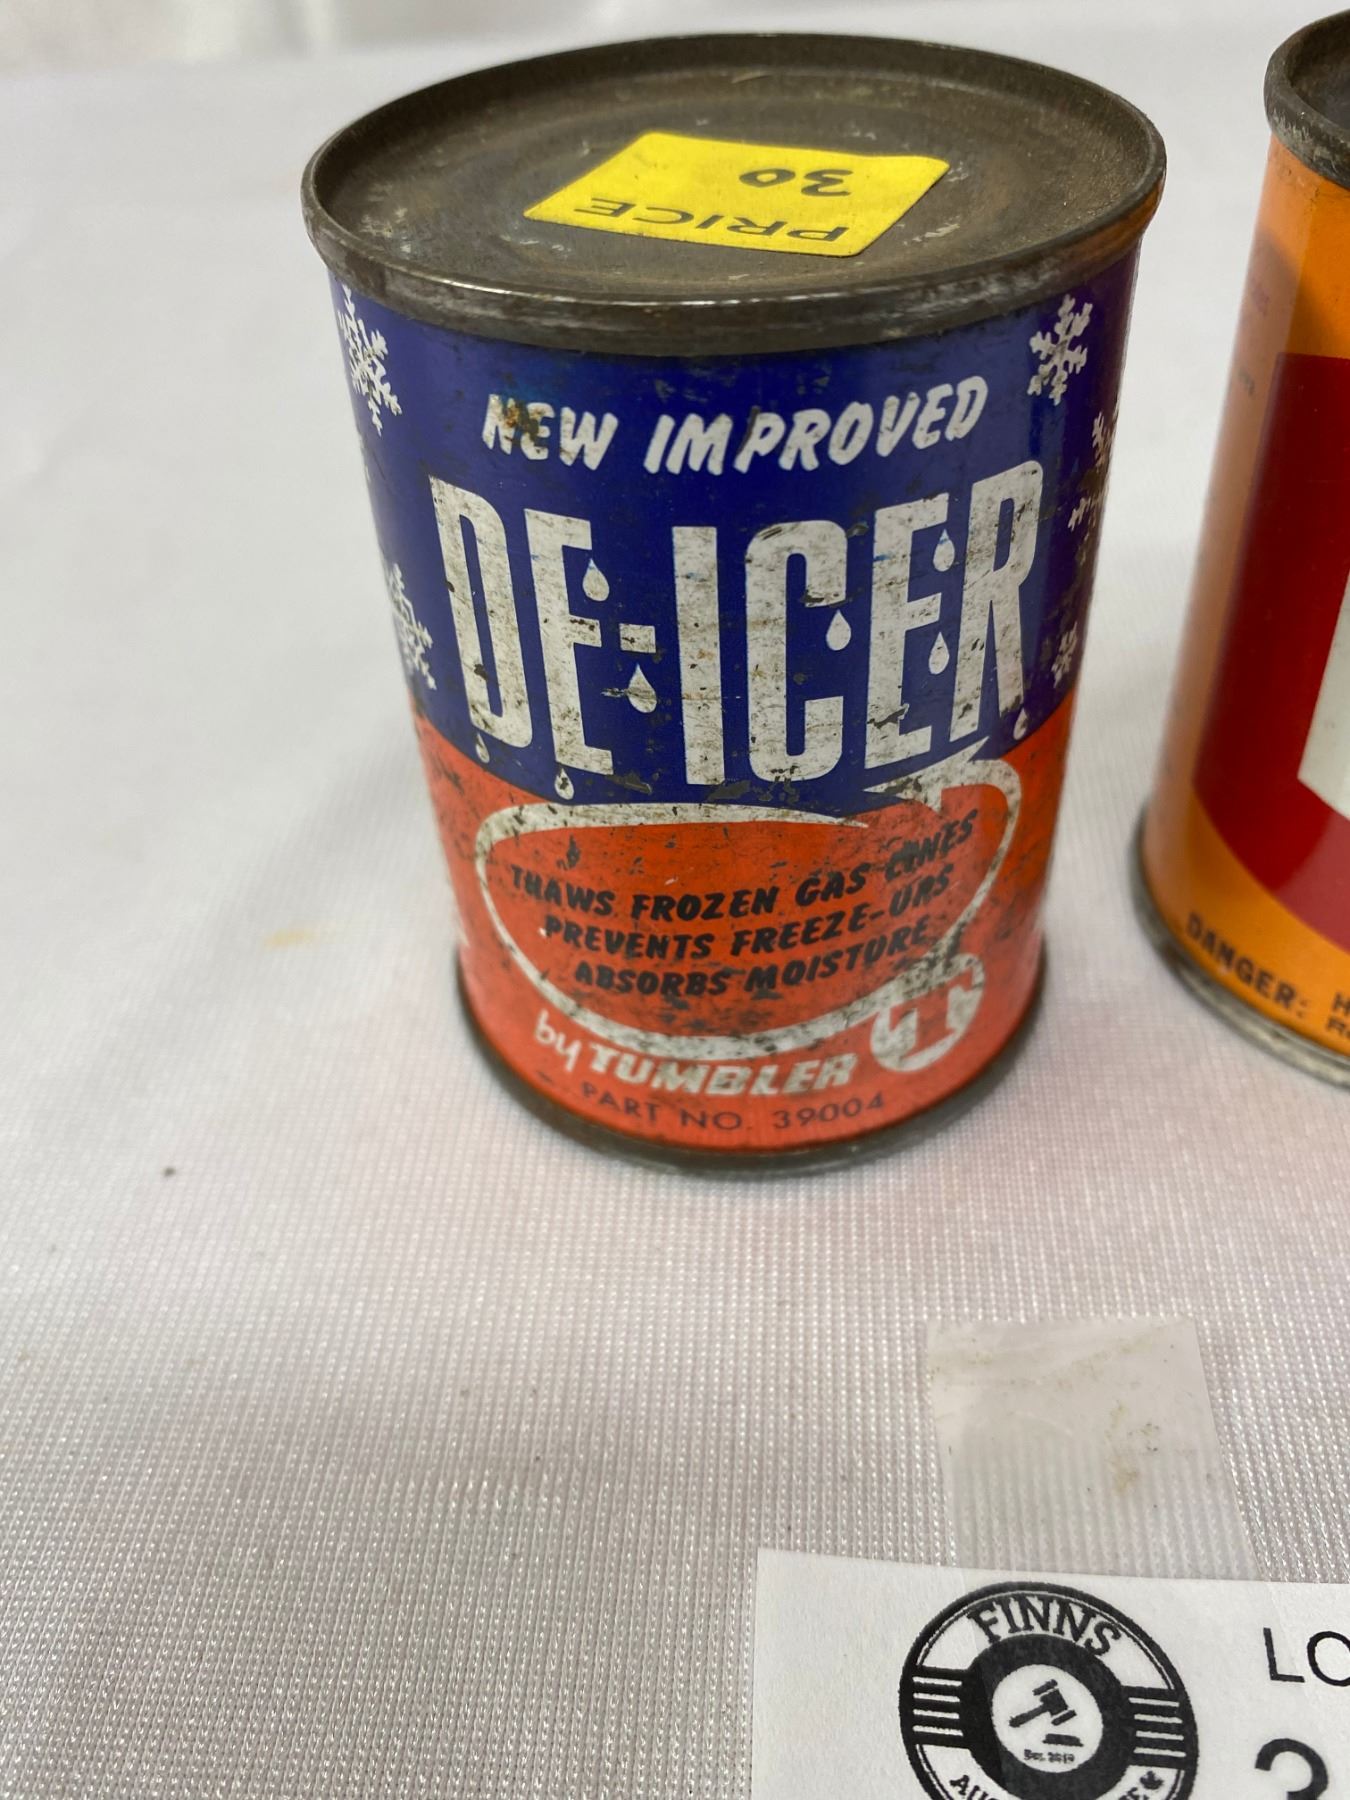 PRICE
30
NEW IMPROVED
DE-ICER
THAWS FROZEN GAS LINES
PREVENTS FREEZE-UPS
ABSORBS MOISTURE
T
by TUMBLER
PART NO. 39004
DANGER:
FINNS
LO
3